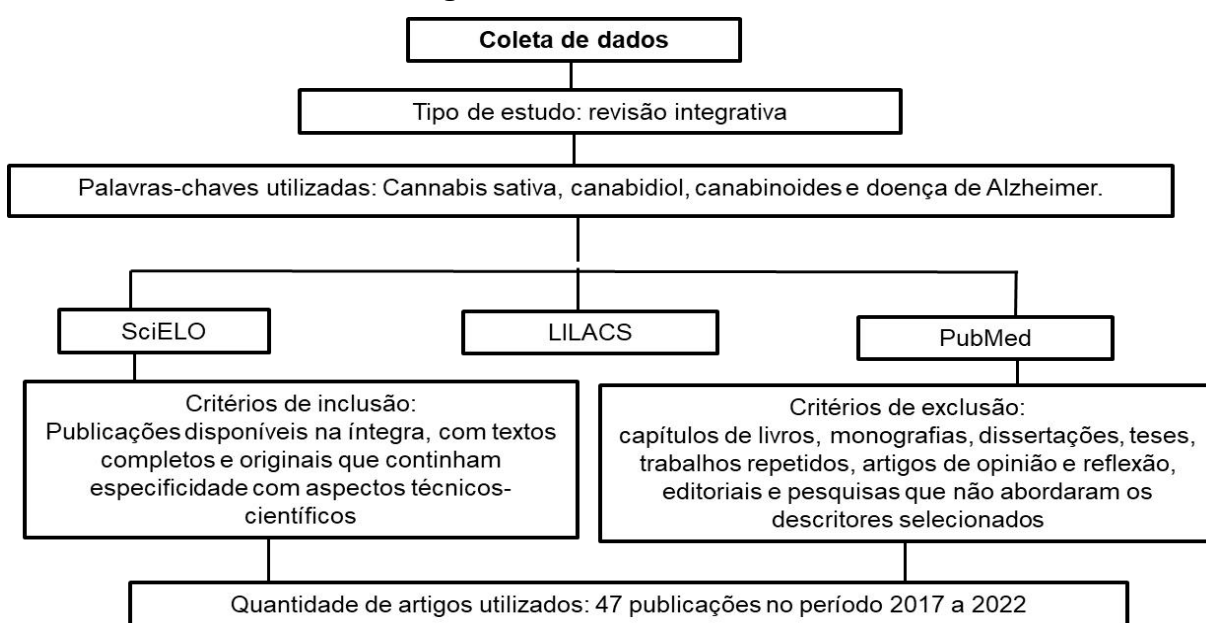 Coleta de dados
Tipo de estudo: revisão integrativa
Palavras-chaves utilizadas: Cannabis sativa, canabidiol, canabinoides e doença de Alzheimer.
SciELO
LILACS
PubMed
Critérios de inclusão:
Publicações disponíveis na íntegra, com textos
completos e originais que continham
especificidade com aspectos técnicos-
científicos
Critérios de exclusão:
capítulos de livros, monografias, dissertações, teses,
trabalhos repetidos, artigos de opinião e reflexão,
editoriais e pesquisas que não abordaram os
descritores selecionados
Quantidade de artigos utilizados: 47 publicações no período 2017 a 2022